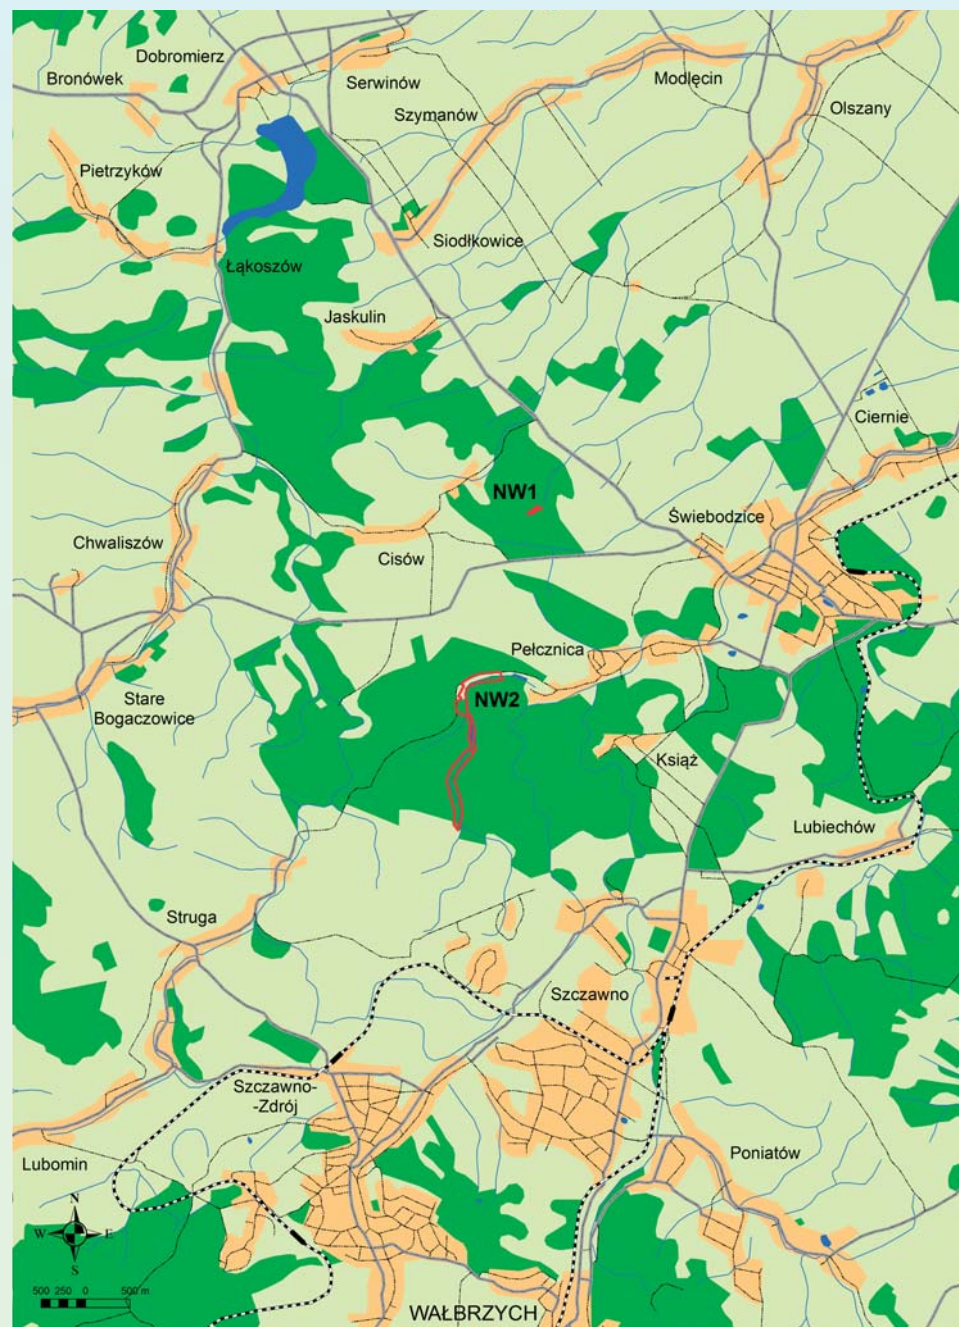 Dobromierz
Bronówek
Serwinów
Modlęcin
Szymanów
Olszany
Pietrzyków
Siodłkowice
Łąkoszów
Jaskulin
Ciernie
NW1
Świebodzice
Chwaliszów
Cisów
Pełcznica
Stare
Bogaczowice
NW2
Książ
Lubiechów
Struga
Szczawno
Szczawno-
-Zdrój
Lubomin
Poniatów
N
W E
S
500 250 0 500 m
WAŁBRZYCH